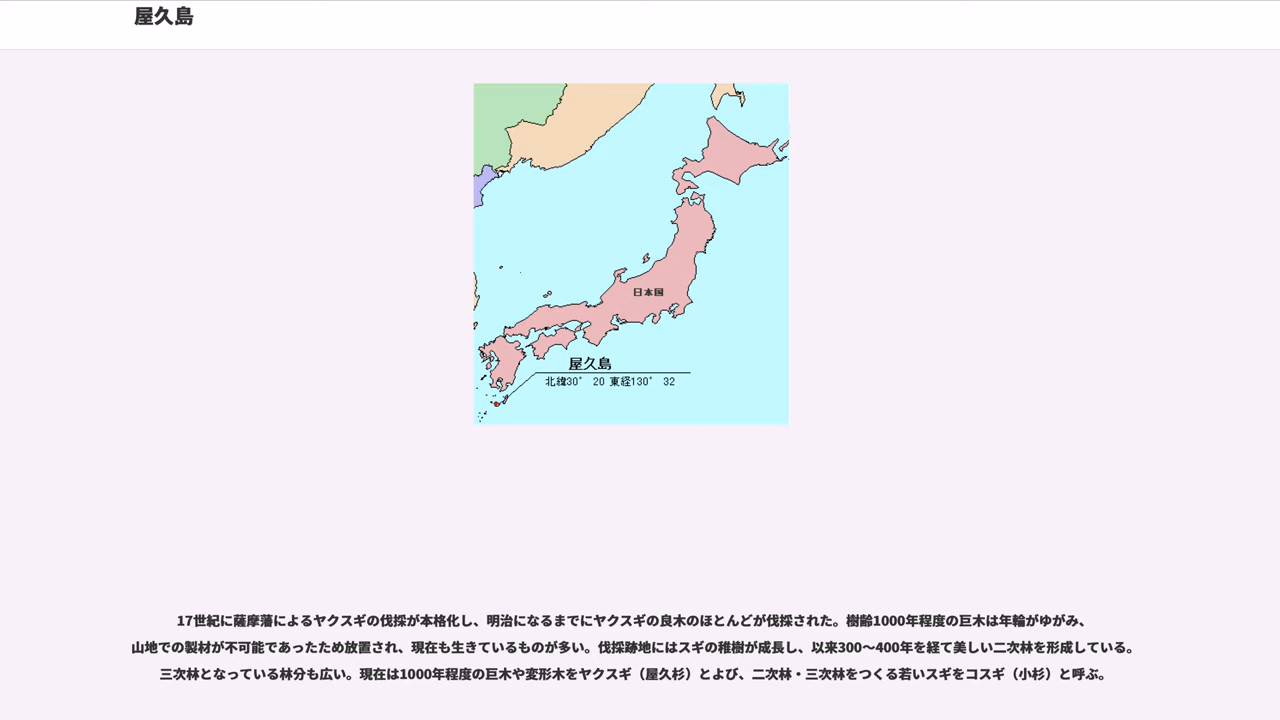 屋久島
日本国
屋久島
北緯30° 20 東経130° 32
17世紀に薩摩藩によるヤクスギの伐採が本格化し、明治になるまでにヤクスギの良木のほとんどが伐採された。樹齢1000年程度の巨木は年輪がゆがみ、
山地での製材が不可能であったため放置され、現在も生きているものが多い。伐採跡地にはスギの稚樹が成長し、以来300〜400年を経て美しい二次林を形成している。
三次林となっている林分も広い。現在は1000年程度の巨木や変形木をヤクスギ（屋久杉）とよび、二次林・三次林をつくる若いスギをコスギ（小杉）と呼ぶ。